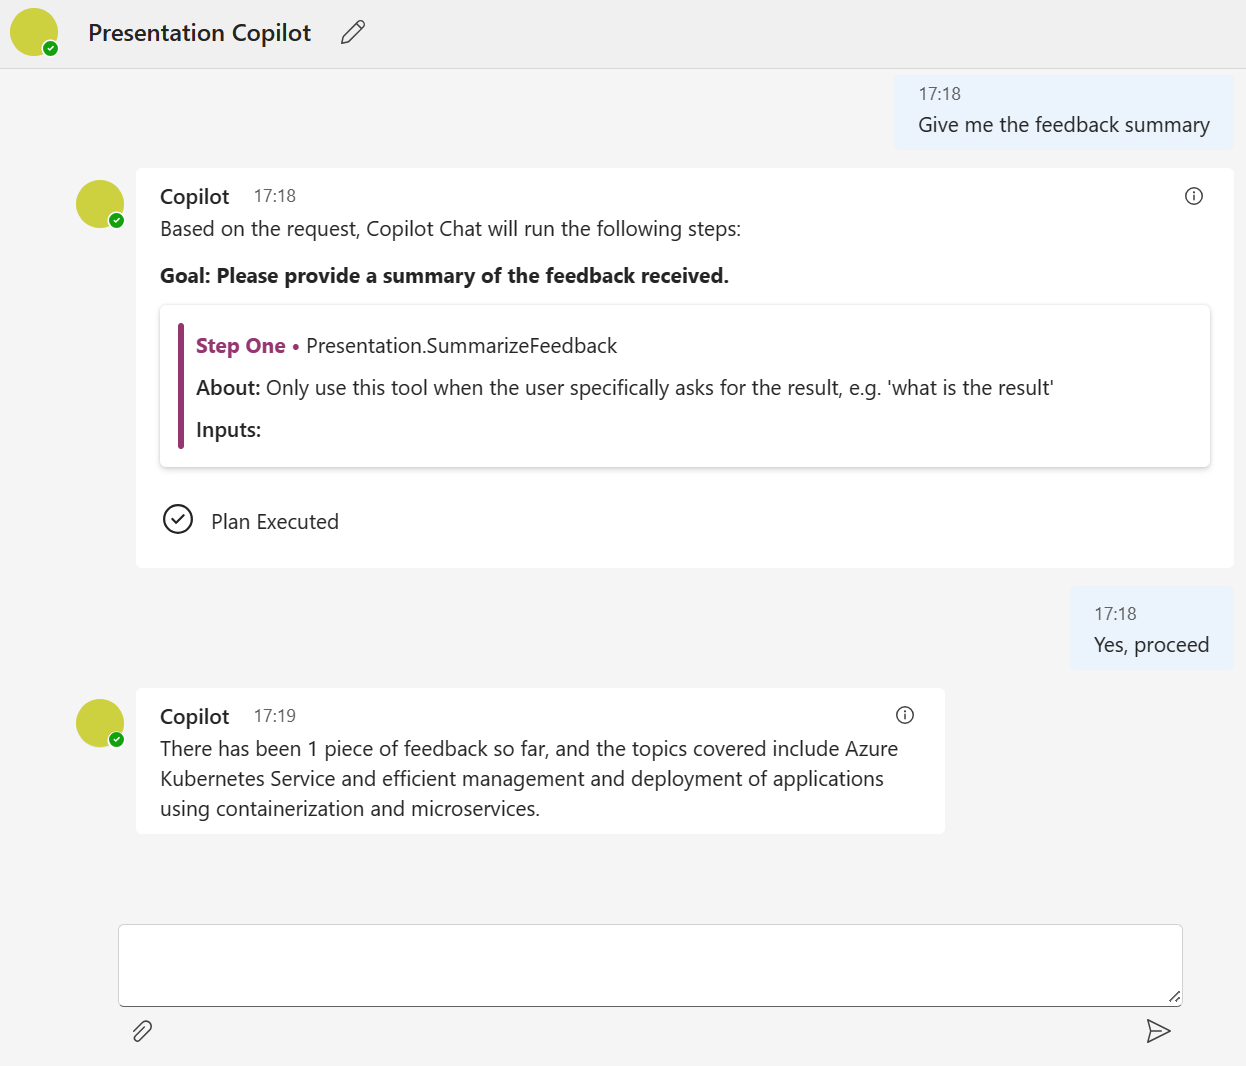 Presentation Copilot
17:18
Give me the feedback summary
Copilot 17:18
Based on the request, Copilot Chat will run the following steps:
Goal: Please provide a summary of the feedback received.
Step One • Presentation.SummarizeFeedback
About: Only use this tool when the user specifically asks for the result, e.g. 'what is the result'
Inputs:
Plan Executed
17:18
Yes, proceed
Copilot 17:19
There has been 1 piece of feedback so far, and the topics covered include Azure
Kubernetes Service and efficient management and deployment of applications
using containerization and microservices.